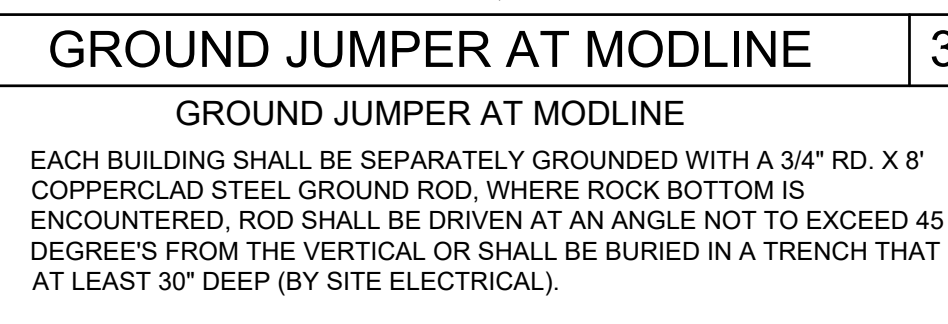 GROUND JUMPER AT MODLINE
GROUND JUMPER AT MODLINE
EACH BUILDING SHALL BE SEPARATELY GROUNDED WITH A 3/4" RD. X 8'
COPPERCLAD STEEL GROUND ROD, WHERE ROCK BOTTOM IS
ENCOUNTERED, ROD SHALL BE DRIVEN AT AN ANGLE NOT TO EXCEED 45
DEGREE'S FROM THE VERTICAL OR SHALL BE BURIED IN A TRENCH THAT
AT LEAST 30" DEEP (BY SITE ELECTRICAL).